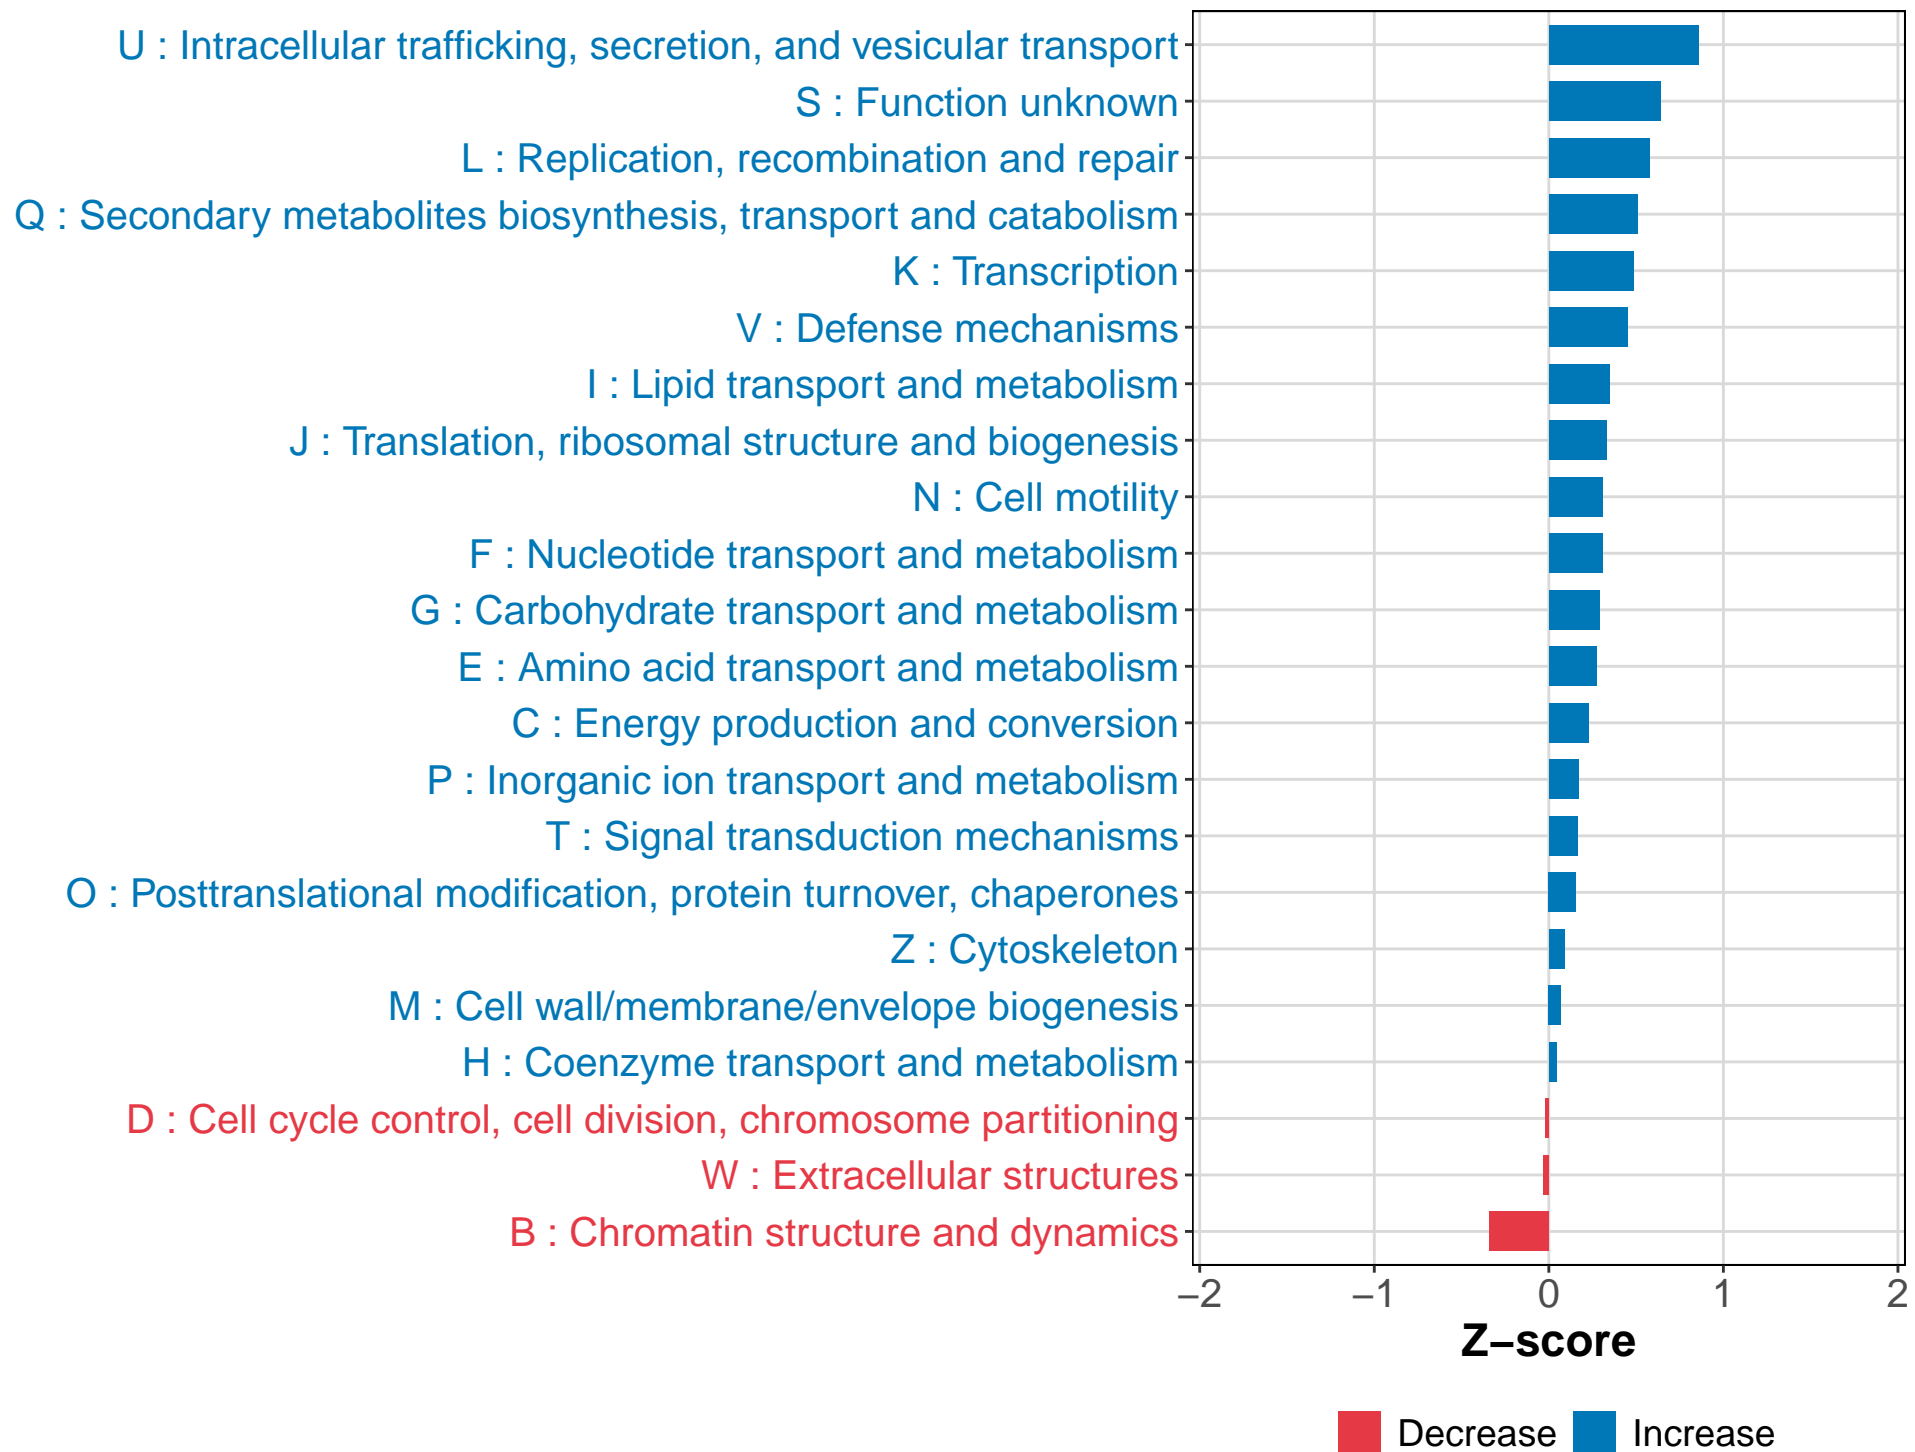 U : Intracellular trafficking, secretion, and vesicular transport
S : Function unknown
L : Replication, recombination and repair
Q : Secondary metabolites biosynthesis, transport and catabolism
K : Transcription
V : Defense mechanisms
I : Lipid transport and metabolism
J : Translation, ribosomal structure and biogenesis
N : Cell motility
F : Nucleotide transport and metabolism
G : Carbohydrate transport and metabolism
E : Amino acid transport and metabolism
C : Energy production and conversion
P : Inorganic ion transport and metabolism
T : Signal transduction mechanisms
O : Posttranslational modification, protein turnover, chaperones
Z : Cytoskeleton
M : Cell wall/membrane/envelope biogenesis
H : Coenzyme transport and metabolism
D : Cell cycle control, cell division, chromosome partitioning
W : Extracellular structures
B : Chromatin structure and dynamics
−2 −1 0 1 2
Z−score
Decrease Increase